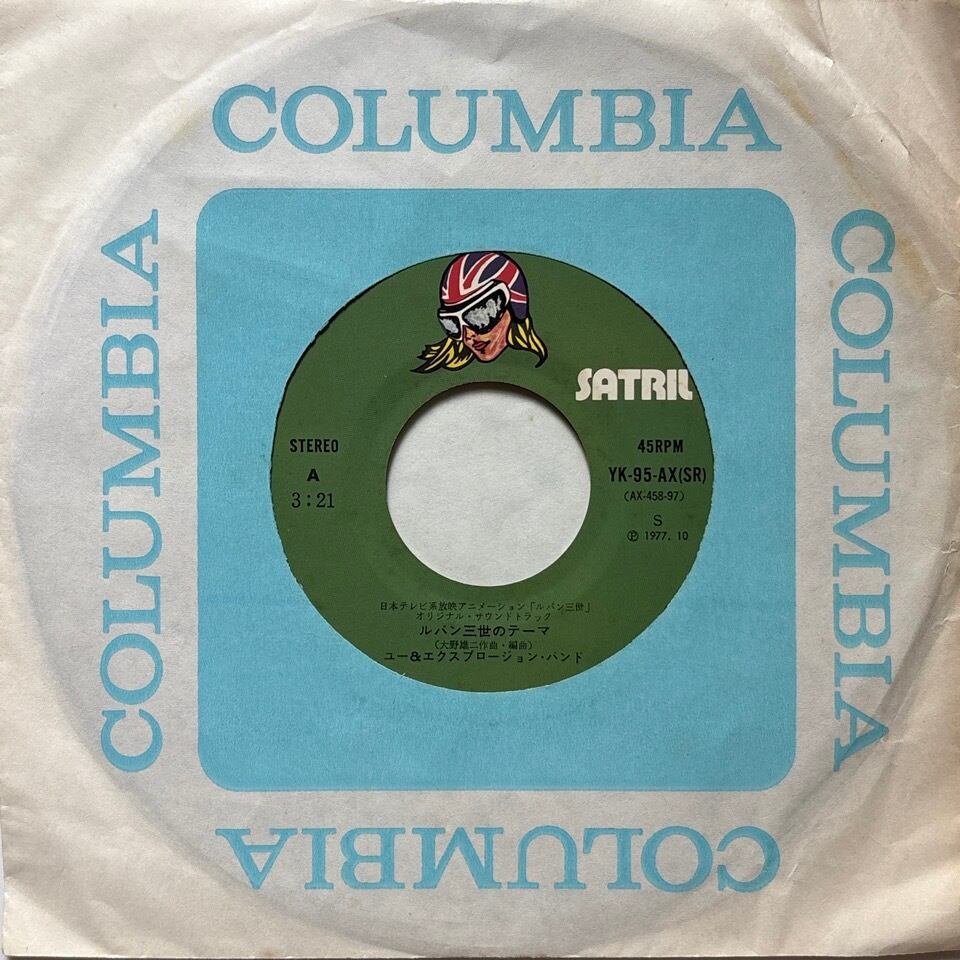 COLUMBIA
COLUMBIA
COLUMBIA
SATRIL
STEREO
A
3:21
45RPM
YK-95-AX(SR)
(AX-458-97)
S
Ⓟ 1977. 10
日本テレビ系放映アニメーション「ルパン三世」
オリジナル・サウンドトラック
ルパン三世のテーマ
(大野雄二作曲・編曲)
ユー&エクスプロージョン・バンド
COLUMBIA